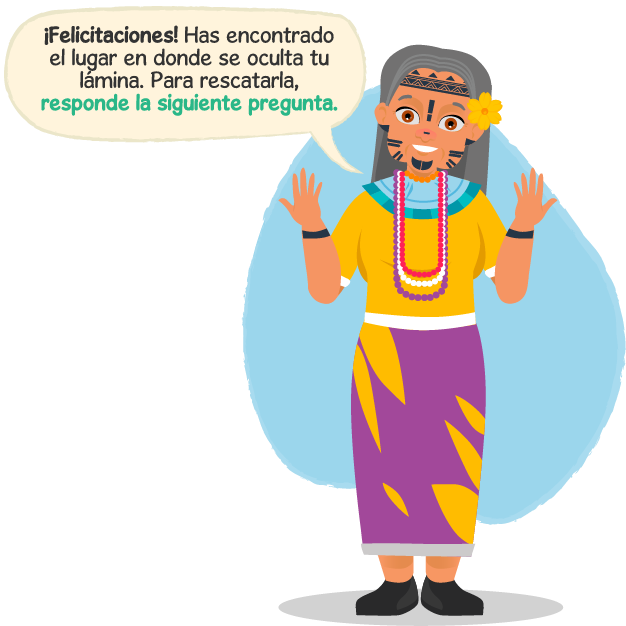 ¡Felicitaciones! Has encontrado
el lugar en donde se oculta tu
lámina. Para rescatarla,
responde la siguiente pregunta.